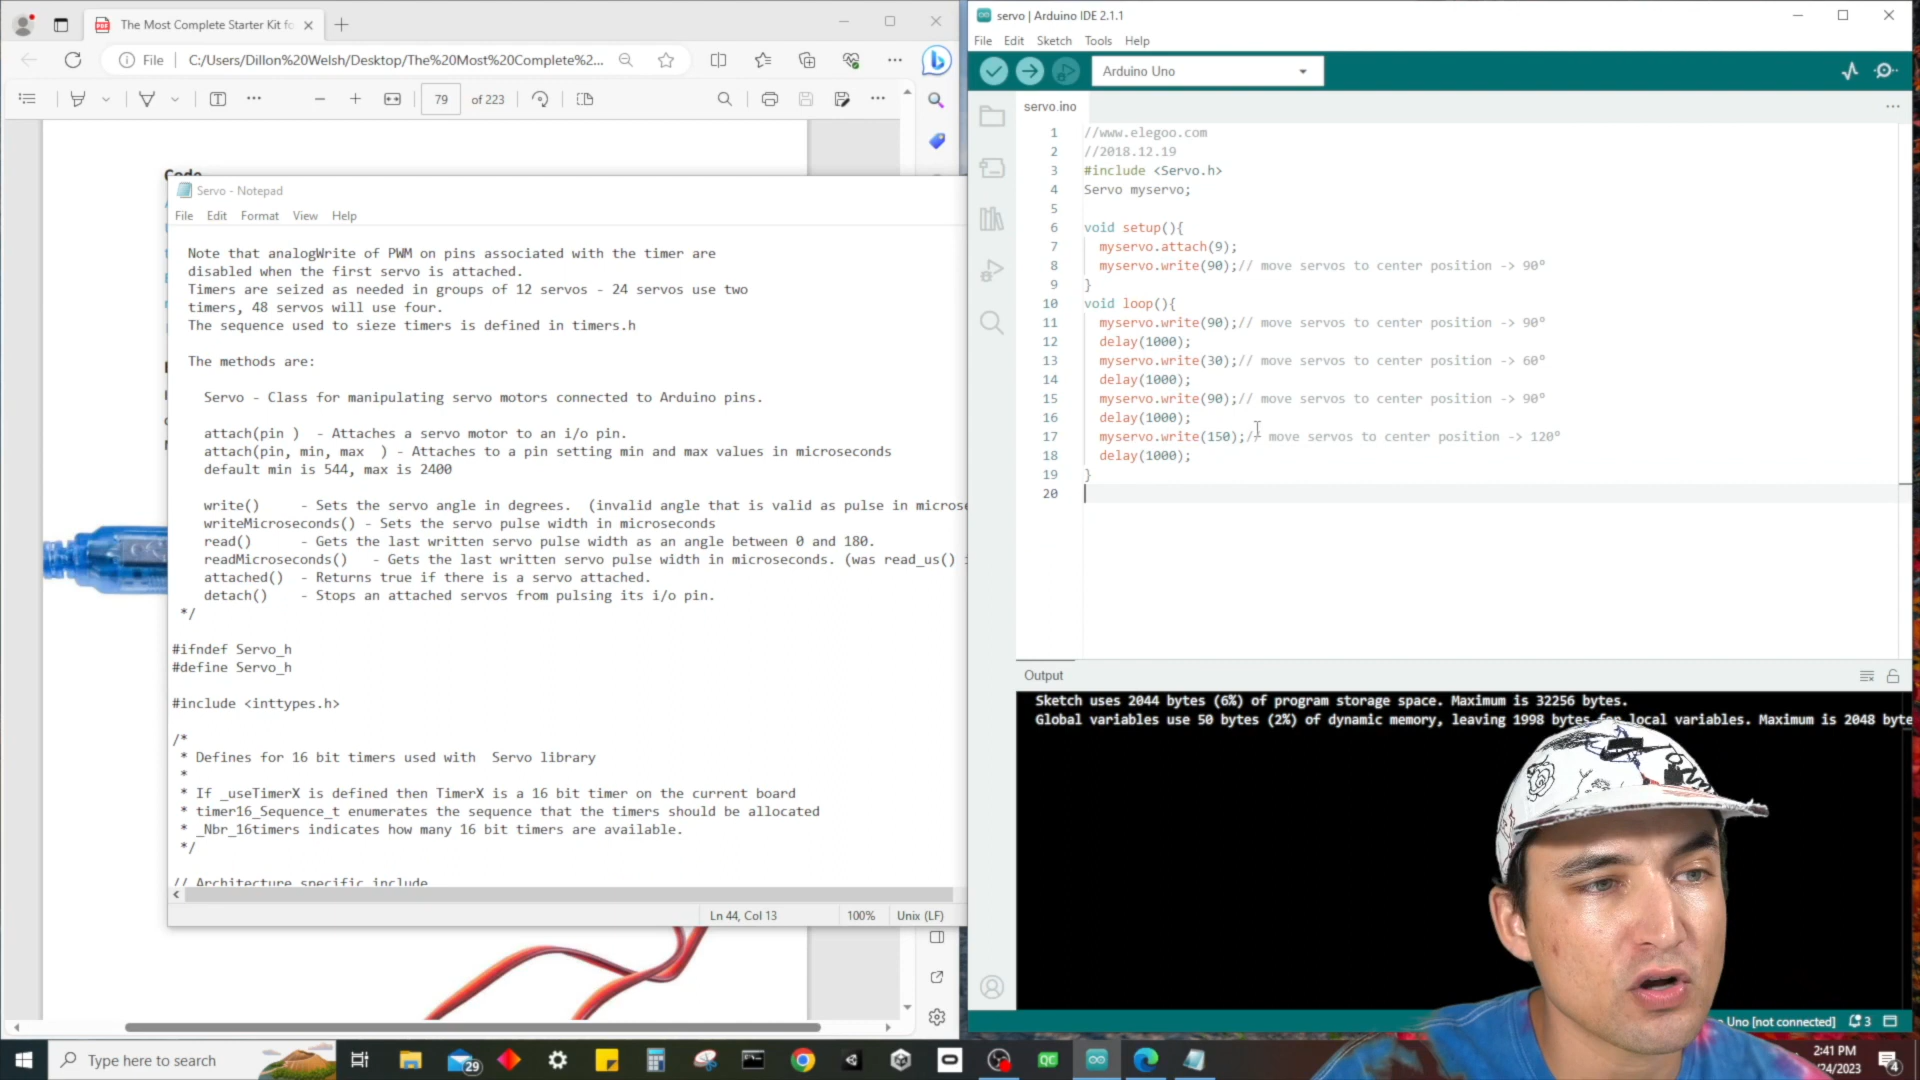 The Most Complete Starter Kit fo
File
C:/Users/Dillon%20Welsh/Desktop/The%20Most%20Complete%2...
79 of 223
Code
Servo - Notepad
File Edit Format View Help
Note that analogWrite of PWM on pins associated with the timer are
disabled when the first servo is attached.
Timers are seized as needed in groups of 12 servos - 24 servos use two
timers, 48 servos will use four.
The sequence used to sieze timers is defined in timers.h
The methods are:
Servo - Class for manipulating servo motors connected to Arduino pins.
attach(pin ) - Attaches a servo motor to an i/o pin.
attach(pin, min, max ) - Attaches to a pin setting min and max values in microseconds
default min is 544, max is 2400
write() - Sets the servo angle in degrees. (invalid angle that is valid as pulse in microse
writeMicroseconds() - Sets the servo pulse width in microseconds
read() - Gets the last written servo pulse width as an angle between 0 and 180.
readMicroseconds() - Gets the last written servo pulse width in microseconds. (was read_us() i
attached() - Returns true if there is a servo attached.
detach() - Stops an attached servos from pulsing its i/o pin.
*/
#ifndef Servo_h
#define Servo_h
#include <inttypes.h>
/*
* Defines for 16 bit timers used with Servo library
*
* If _useTimerX is defined then TimerX is a 16 bit timer on the current board
* timer16_Sequence_t enumerates the sequence that the timers should be allocated
* _Nbr_16timers indicates how many 16 bit timers are available.
*/
// Architecture specific include
Ln 44, Col 13 100% Unix (LF)
servo | Arduino IDE 2.1.1
File Edit Sketch Tools Help
Arduino Uno
servo.ino
1 //www.elegoo.com
2 //2018.12.19
3 #include <Servo.h>
4 Servo myservo;
5
6 void setup(){
7 myservo.attach(9);
8 myservo.write(90);// move servos to center position -> 90°
9 }
10 void loop(){
11 myservo.write(90);// move servos to center position -> 90°
12 delay(1000);
13 myservo.write(30);// move servos to center position -> 60°
14 delay(1000);
15 myservo.write(90);// move servos to center position -> 90°
16 delay(1000);
17 myservo.write(150);// move servos to center position -> 120°
18 delay(1000);
19 }
20
Output
Sketch uses 2044 bytes (6%) of program storage space. Maximum is 32256 bytes.
Global variables use 50 bytes (2%) of dynamic memory, leaving 1998 bytes for local variables. Maximum is 2048 byte
Uno [not connected] 3
Type here to search
29
QC
2:41 PM
/24/2023
4